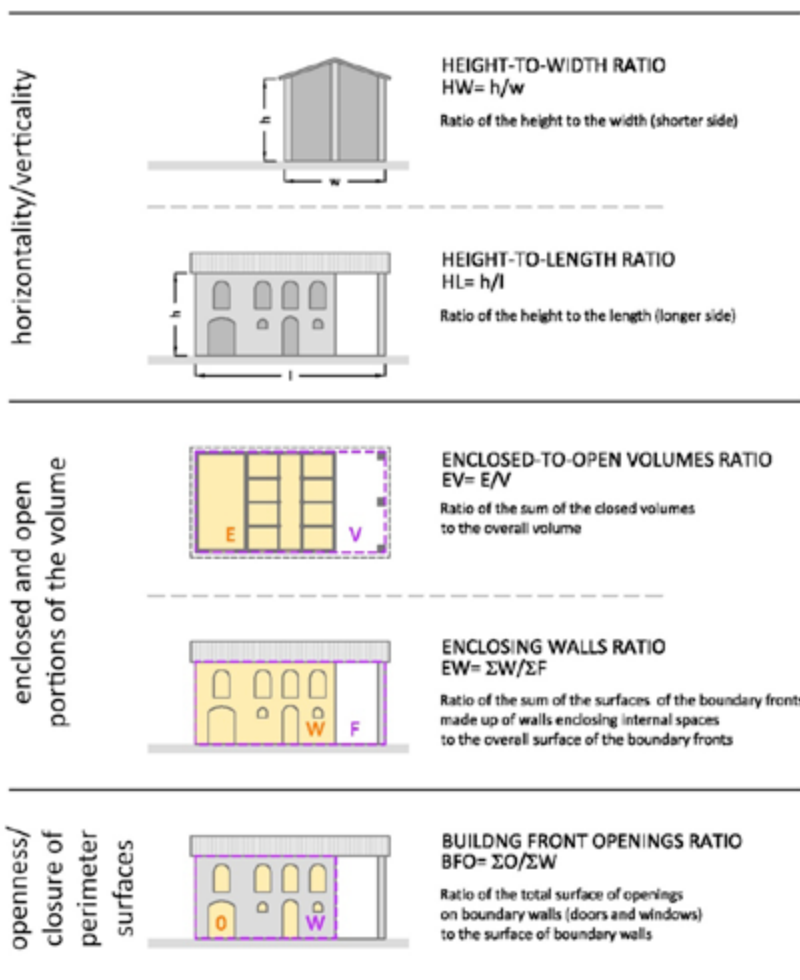 horizontality/verticality
HEIGHT-TO-WIDTH RATIO
HW= h/w
Ratio of the height to the width (shorter side)
h
w
HEIGHT-TO-LENGTH RATIO
HL= h/l
Ratio of the height to the length (longer side)
h
l
enclosed and open
portions of the volume
ENCLOSED-TO-OPEN VOLUMES RATIO
EV= E/V
Ratio of the sum of the closed volumes
to the overall volume
E
V
ENCLOSING WALLS RATIO
EW= ΣW/ΣF
Ratio of the sum of the surfaces of the boundary fronts
made up of walls enclosing internal spaces
to the overall surface of the boundary fronts
W
F
openness/
closure of
perimeter
surfaces
BUILDNG FRONT OPENINGS RATIO
BFO= ΣO/ΣW
Ratio of the total surface of openings
on boundary walls (doors and windows)
to the surface of boundary walls
O
W